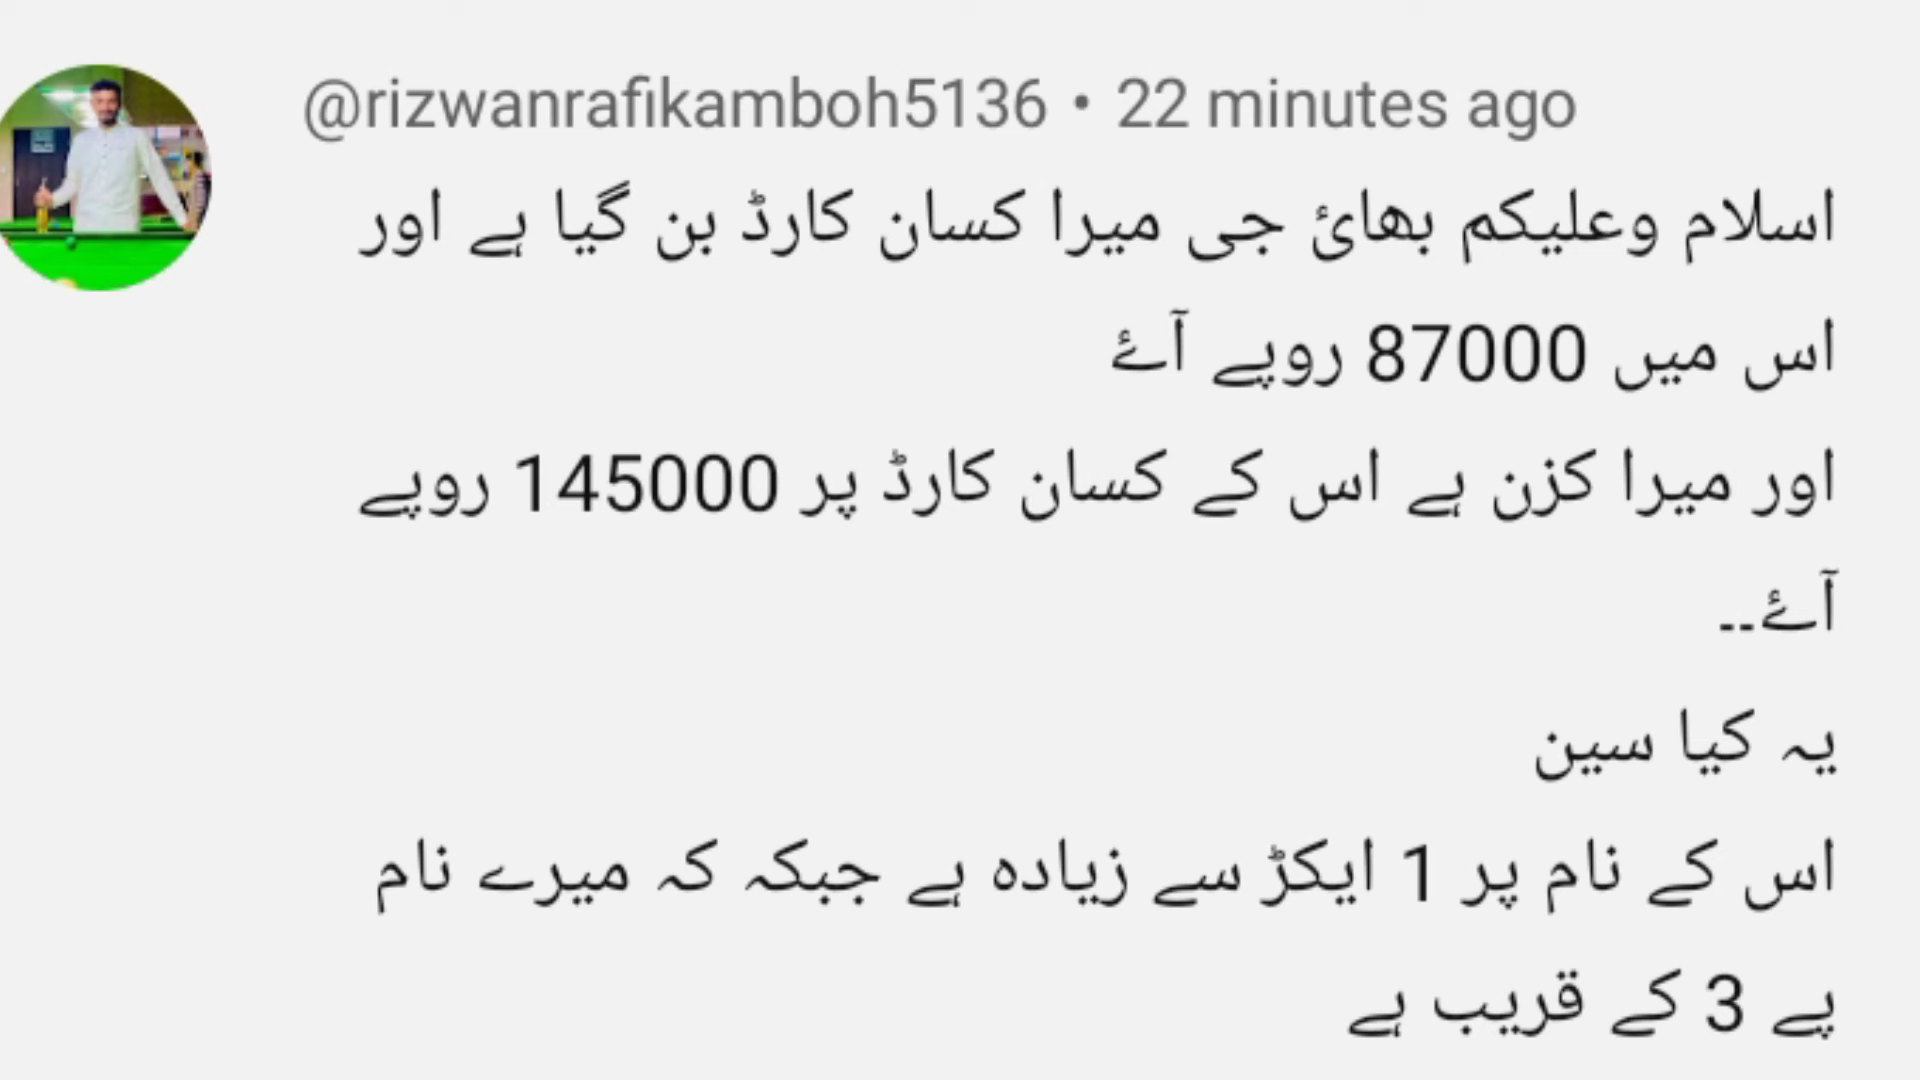 @rizwanrafikamboh5136 • 22 minutes ago
اسلام وعلیکم بھائ جی میرا کسان کارڈ بن گیا ہے اور
اس میں 87000 روپے آۓ
اور میرا کزن ہے اس کے کسان کارڈ پر 145000 روپے
آۓ۔۔
یہ کیا سین
اس کے نام پر 1 ایکڑ سے زیادہ ہے جبکہ کہ میرے نام
پے 3 کے قریب ہے